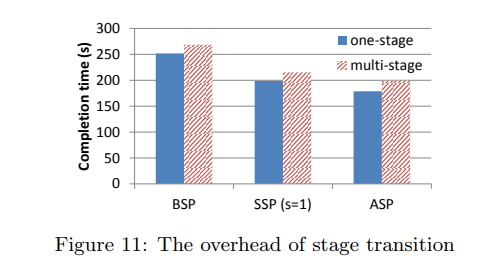 300
250
200
150
100
50
0
Completion time (s)
one-stage
multi-stage
BSP
SSP (s=1)
ASP
Figure 11: The overhead of stage transition